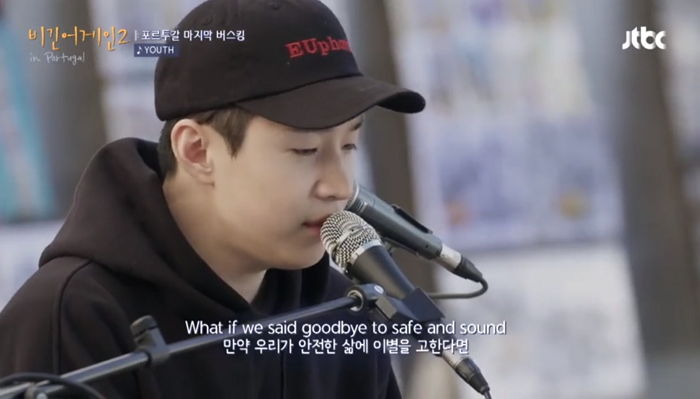 비긴어게인2
in Portugal
포르투갈 마지막 버스킹
♪ YOUTH
jtbc
EUphori
What if we said goodbye to safe and sound
만약 우리가 안전한 삶에 이별을 고한다면